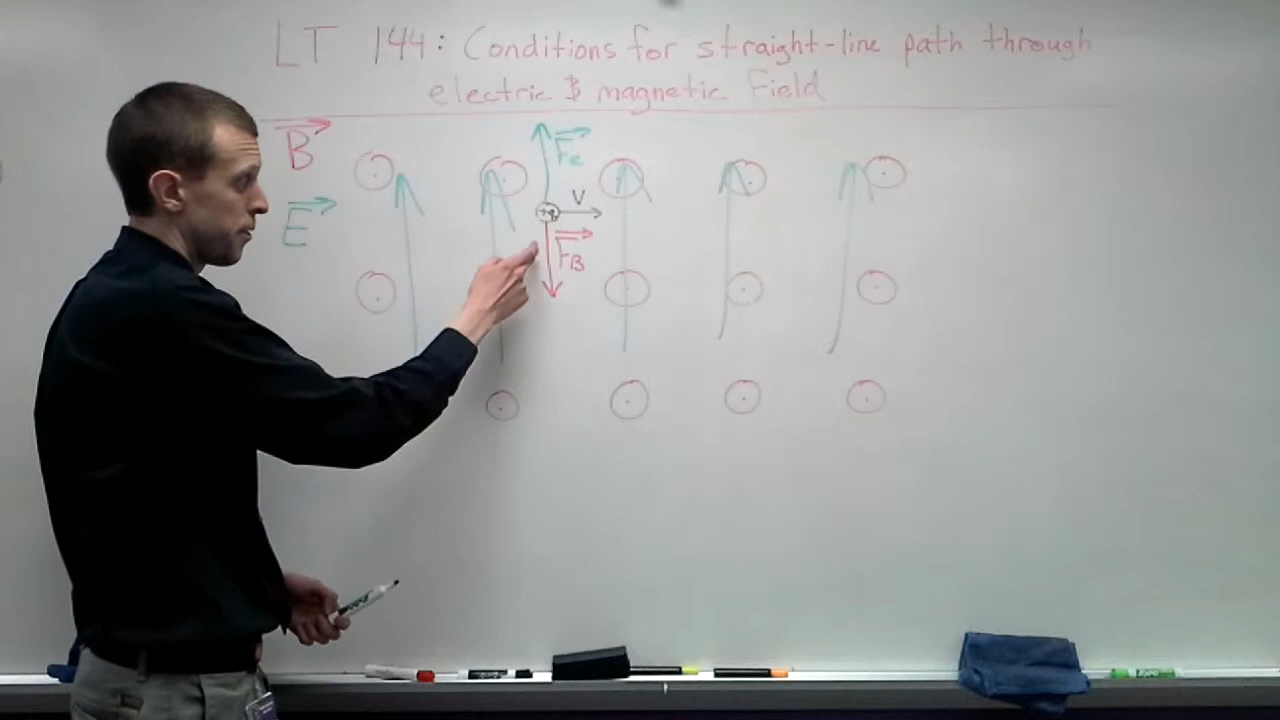 LT 144: Conditions for straight-line path through
electric & magnetic Field
B
E
Fe
+q
V
FB